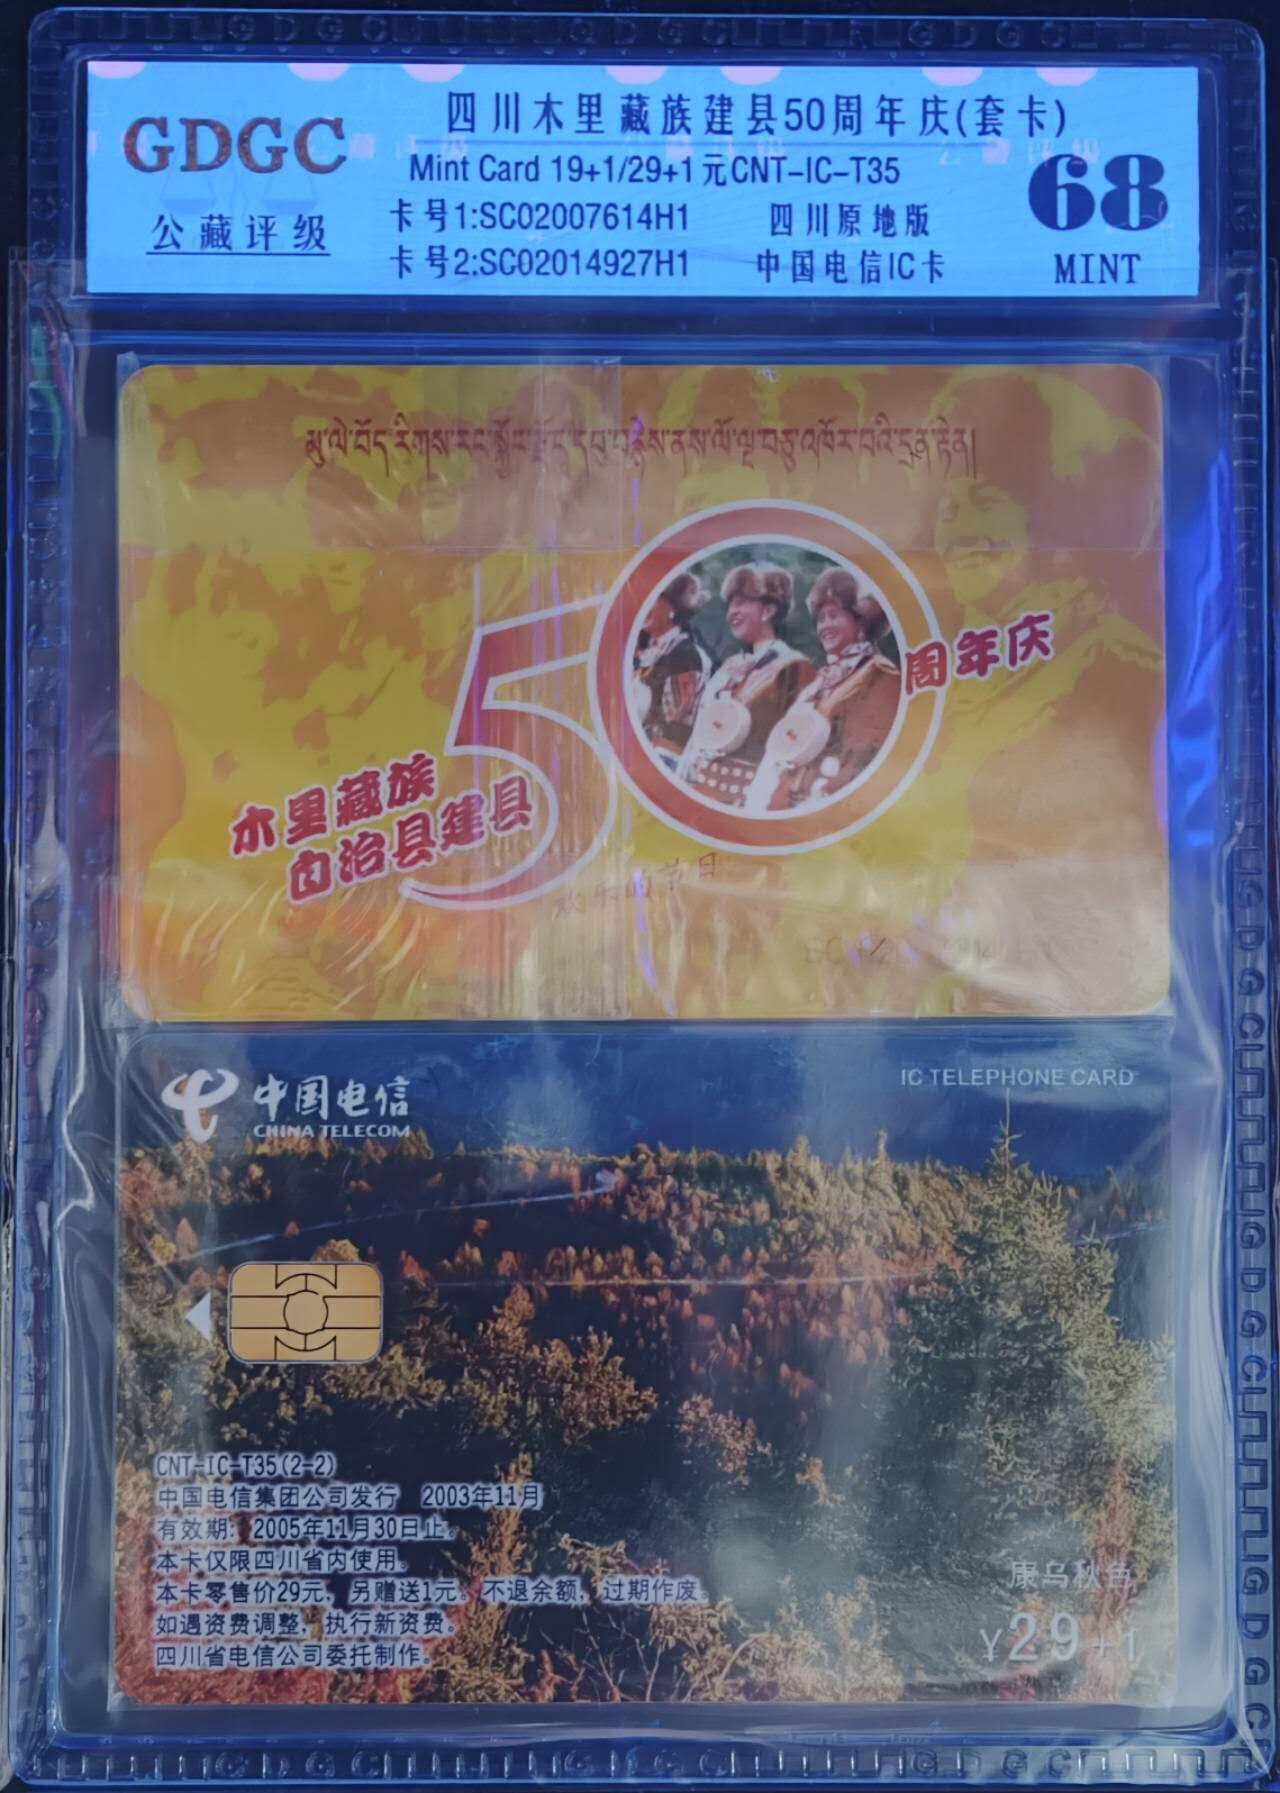 GDGC
公藏评级
四川木里藏族建县50周年庆(套卡)
Mint Card 19+1/29+1元CNT-IC-T35
卡号1:SC02007614H1 四川原地版
卡号2:SC02014927H1 中国电信IC卡
68
MINT
50
周年庆
木里藏族
自治县建县
欢乐的节日
中国电信
CHINA TELECOM
IC TELEPHONE CARD
CNT-IC-T35(2-2)
中国电信集团公司发行 2003年11月
有效期: 2005年11月30日止。
本卡仅限四川省内使用。
本卡零售价29元, 另赠送1元。不退余额, 过期作废。
如遇资费调整, 执行新资费。
四川省电信公司委托制作。
康乌秋色
¥29+1